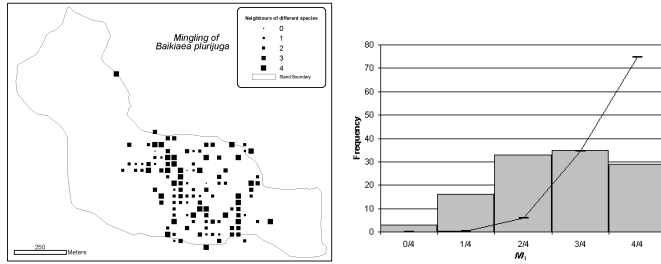 Mingling of
Baikiaea plurijuga
Neighbours of different species
0
1
2
3
4
Stand Boundary
250
Meters
80
70
60
50
40
30
20
10
0
Frequency
0/4 1/4 2/4 3/4 4/4
Mi